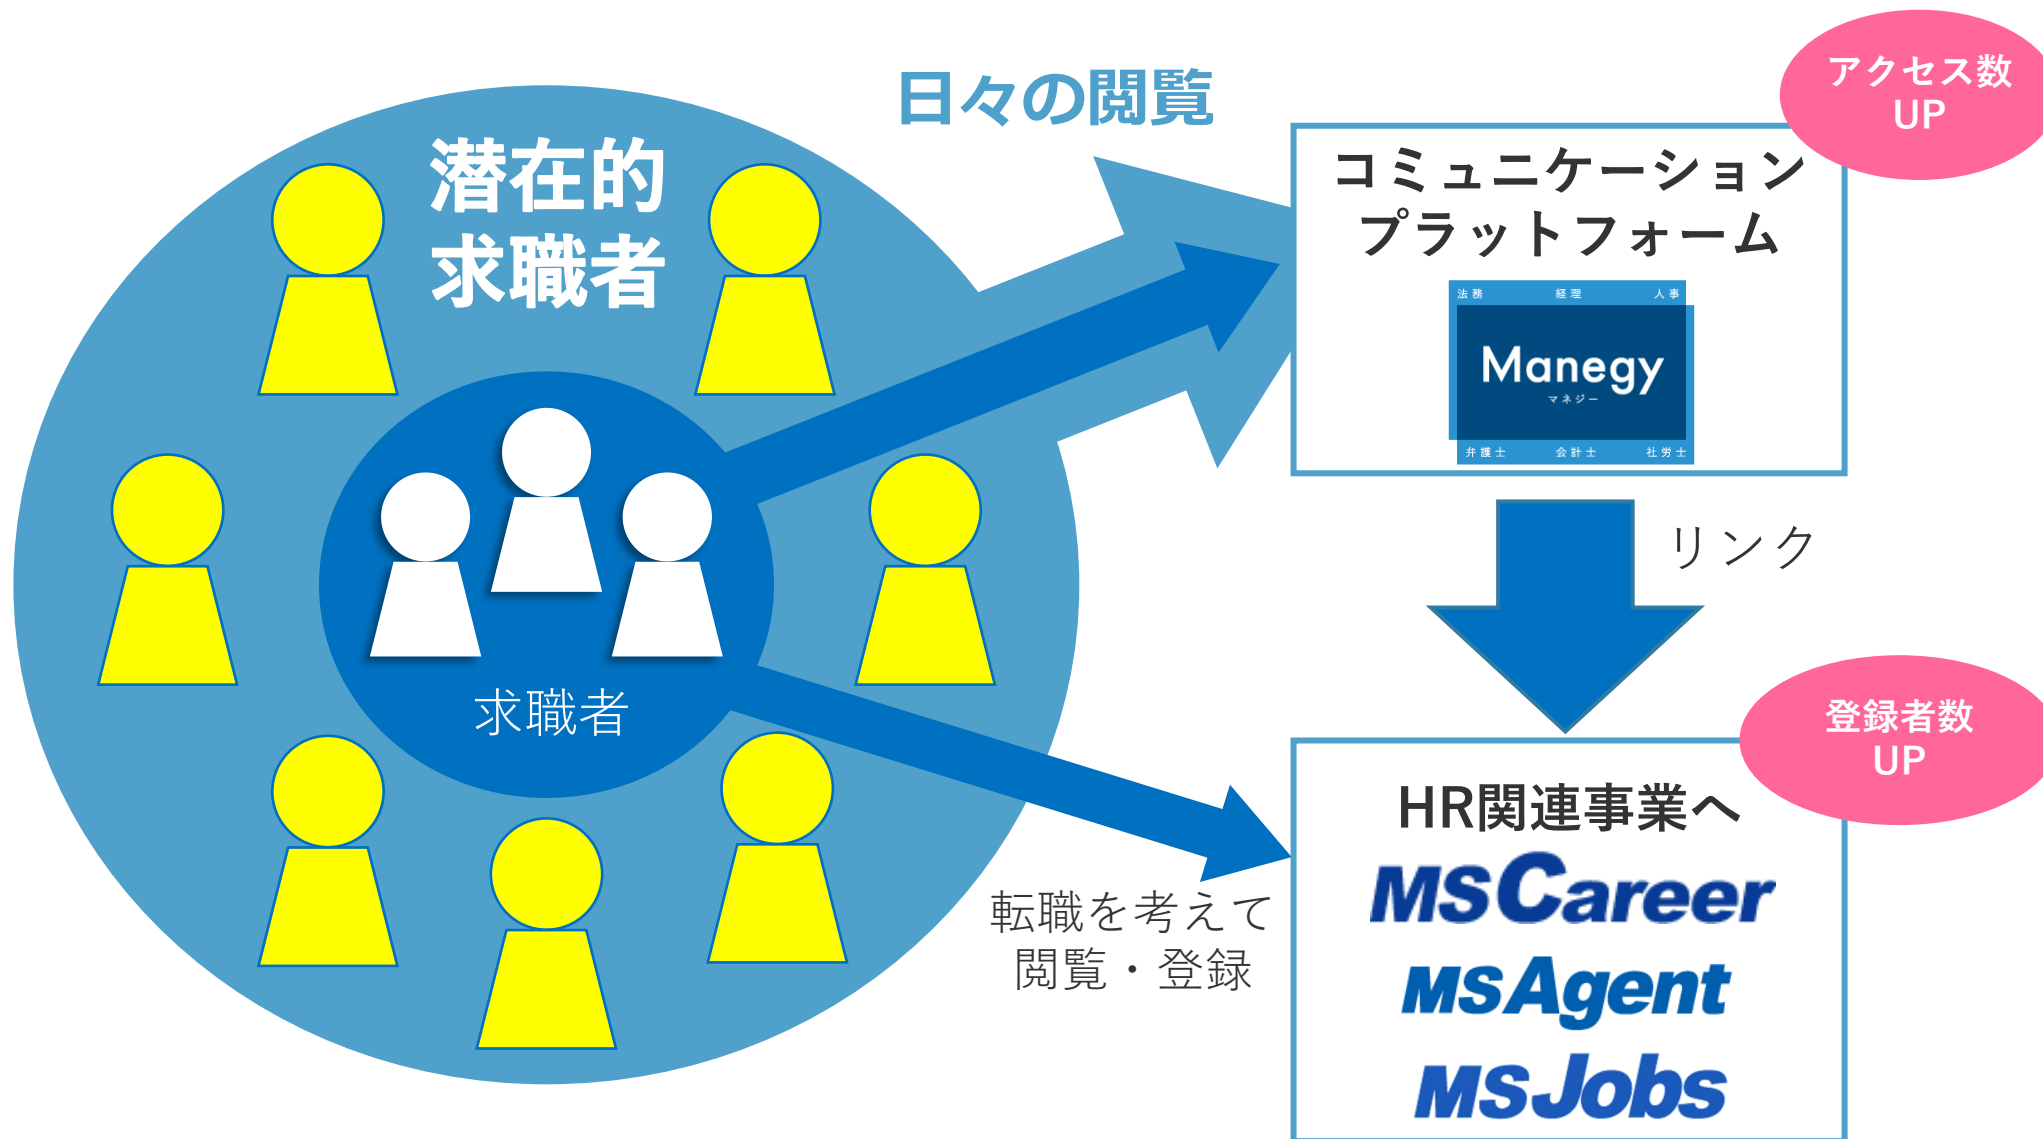 日々の閲覧
アクセス数
UP
潜在的
求職者
コミュニケーション
プラットフォーム
法務 経理 人事
Manegy
マネジー
弁護士 会計士 社労士
リンク
求職者
登録者数
UP
HR関連事業へ
MSCareer
転職を考えて
閲覧・登録
MSAgent
MSJobs